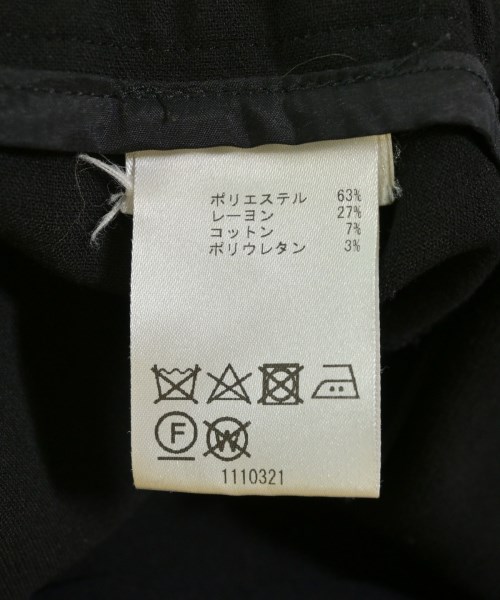 ポリエステル 63%
レーヨン 27%
コットン 7%
ポリウレタン 3%
F W
1110321